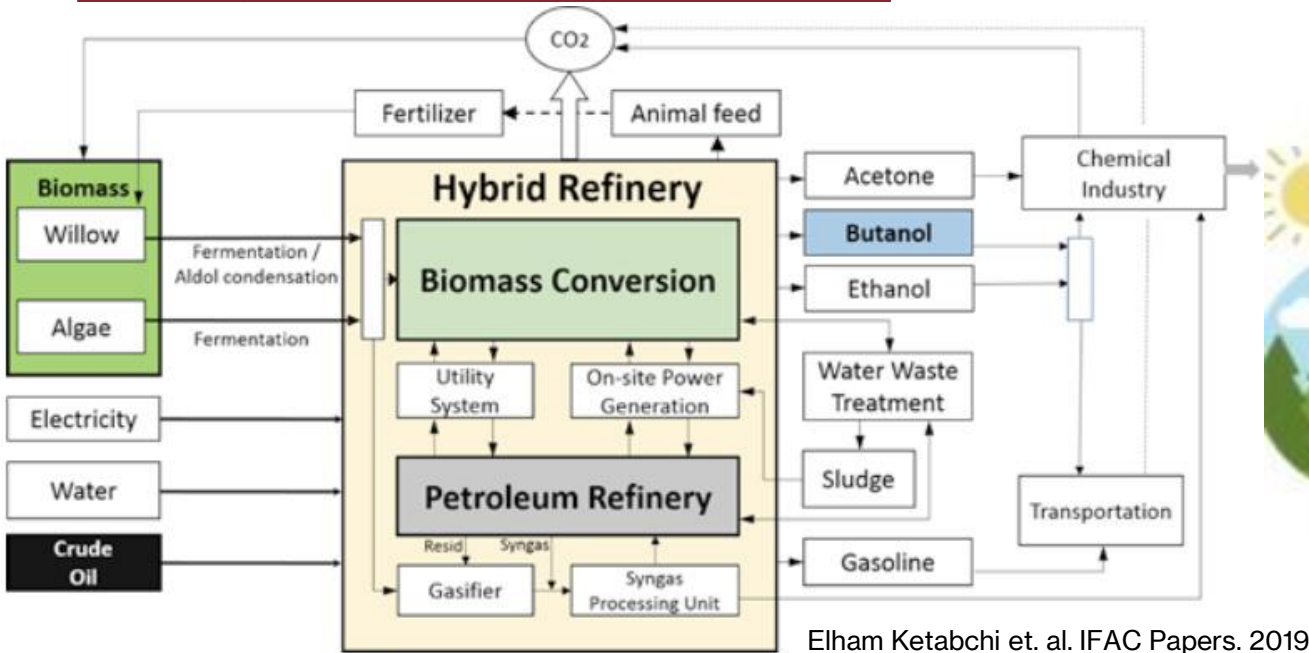 CO2
Fertilizer
Animal feed
Biomass
Willow
Algae
Fermentation /
Aldol condensation
Fermentation
Electricity
Water
Crude
Oil
Hybrid Refinery
Biomass Conversion
Utility
System
On-site Power
Generation
Petroleum Refinery
Resid
Syngas
Gasifier
Syngas
Processing Unit
Acetone
Butanol
Ethanol
Water Waste
Treatment
Sludge
Gasoline
Chemical
Industry
Transportation
Elham Ketabchi et. al. IFAC Papers. 2019